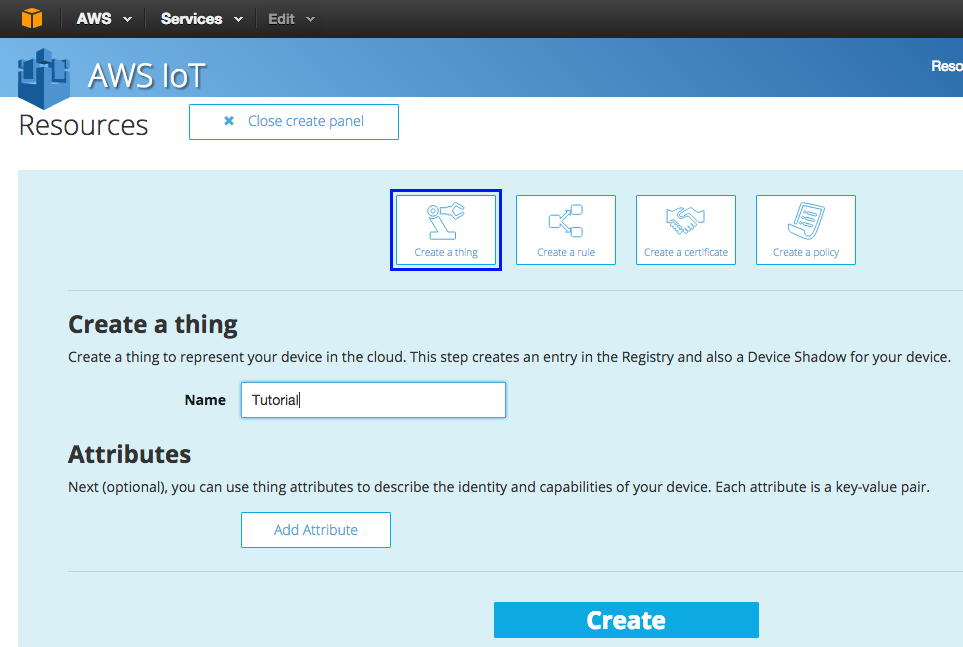 AWS Services Edit
AWS IoT
Resources
✖ Close create panel
Create a thing Create a rule Create a certificate Create a policy
Create a thing
Create a thing to represent your device in the cloud. This step creates an entry in the Registry and also a Device Shadow for your device.
Name Tutorial
Attributes
Next (optional), you can use thing attributes to describe the identity and capabilities of your device. Each attribute is a key-value pair.
Add Attribute
Create